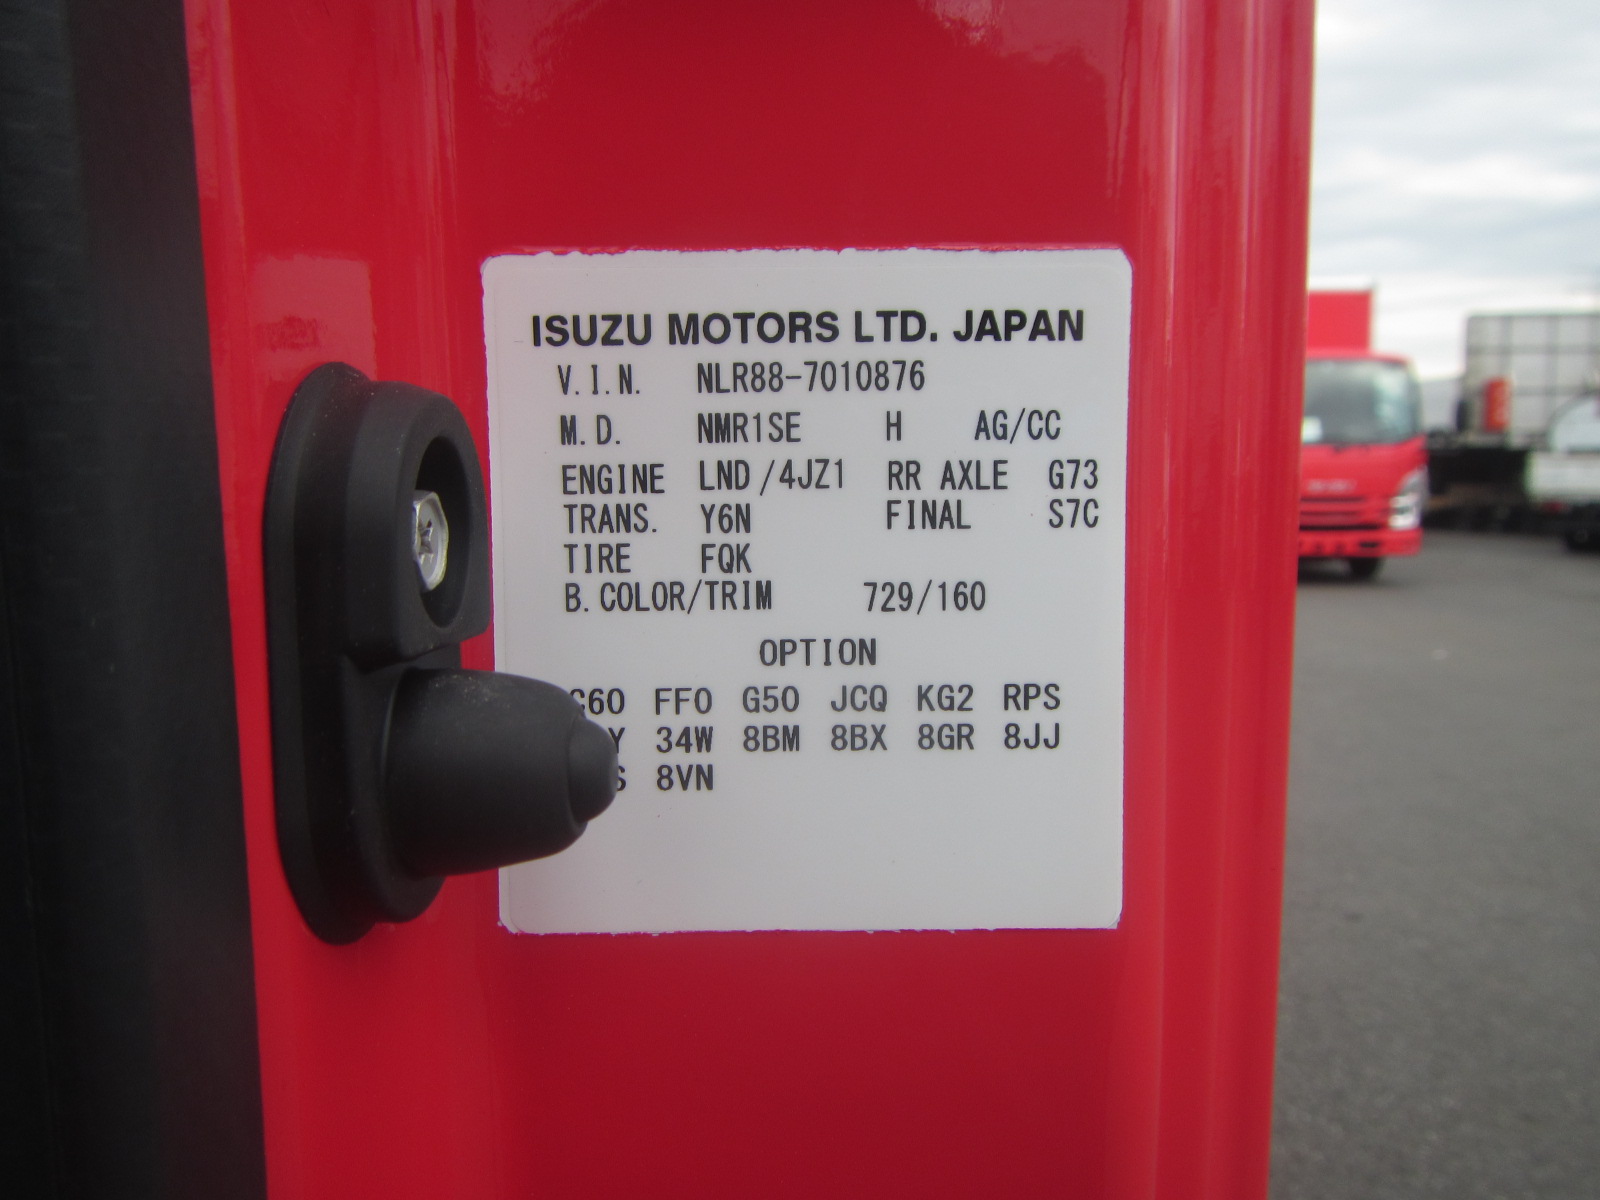 ISUZU MOTORS LTD. JAPAN
V.I.N. NLR88-7010876
M.D. NMR1SE H AG/CC
ENGINE LND/4JZ1 RR AXLE G73
TRANS. Y6N FINAL S7C
TIRE FQK
B.COLOR/TRIM 729/160
OPTION
FF0 G50 JCQ KG2 RPS
34W 8BM 8BX 8GR 8JJ
8VN